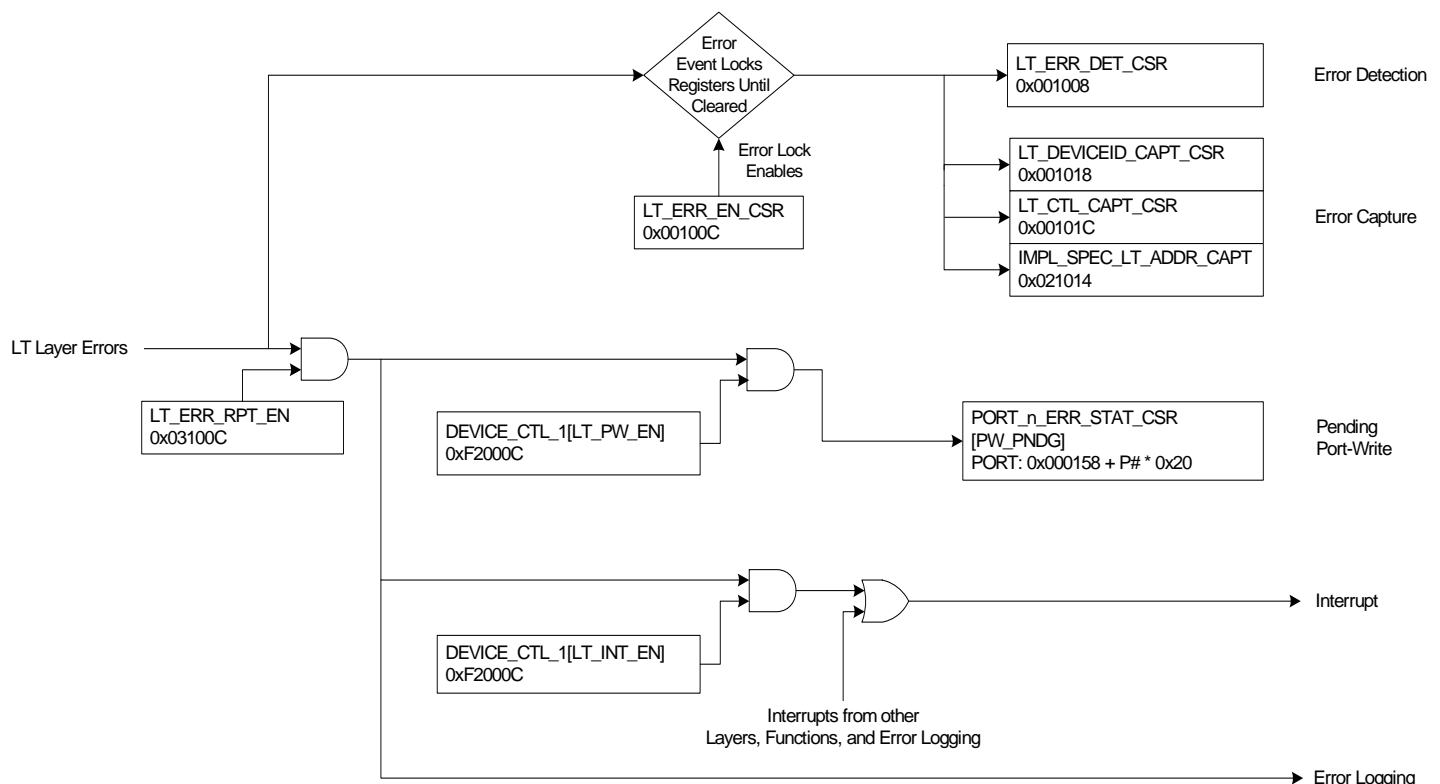 Error
Event Locks
Registers Until
Cleared
LT_ERR_DET_CSR
0x001008
Error Detection
Error Lock
Enables
LT_ERR_EN_CSR
0x00100C
LT_DEVICEID_CAPT_CSR
0x001018
LT_CTL_CAPT_CSR
0x00101C
IMPL_SPEC_LT_ADDR_CAPT
0x021014
Error Capture
LT Layer Errors
LT_ERR_RPT_EN
0x03100C
DEVICE_CTL_1[LT_PW_EN]
0xF2000C
PORT_n_ERR_STAT_CSR
[PW_PNDG]
PORT: 0x000158 + P# * 0x20
Pending
Port-Write
DEVICE_CTL_1[LT_INT_EN]
0xF2000C
Interrupt
Interrupts from other
Layers, Functions, and Error Logging
Error Logging